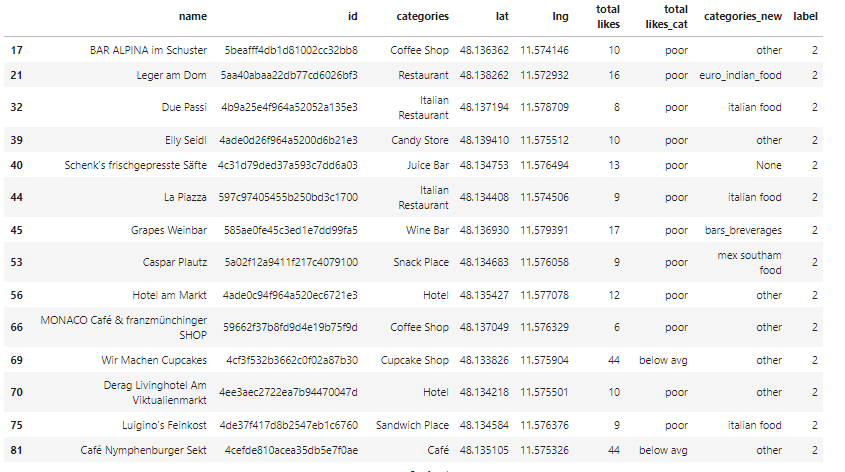 name id categories lat lng total likes total likes_cat categories_new label
17 BAR ALPINA im Schuster 5beafff4db1d81002cc32bb8 Coffee Shop 48.136362 11.574146 10 poor other 2
21 Leger am Dom 5aa40abaa22db77cd6026bf3 Restaurant 48.138262 11.572932 16 poor euro_indian_food 2
32 Due Passi 4b9a25e4f964a52052a135e3 Italian Restaurant 48.137194 11.578709 8 poor italian food 2
39 Elly Seidl 4ade0d26f964a5200d6b21e3 Candy Store 48.139410 11.575512 10 poor other 2
40 Schenk's frischgepresste Säfte 4c31d79ded37a593c7dd6a03 Juice Bar 48.134753 11.576494 13 poor None 2
44 La Piazza 597c97405455b250bd3c1700 Italian Restaurant 48.134408 11.574506 9 poor italian food 2
45 Grapes Weinbar 585ae0fe45c3ed1e7dd99fa5 Wine Bar 48.136930 11.579391 17 poor bars_breverages 2
53 Caspar Plautz 5a02f12a9411f217c4079100 Snack Place 48.134683 11.576058 9 poor mex southam food 2
56 Hotel am Markt 4ade0c94f964a520ec6721e3 Hotel 48.135427 11.577078 12 poor other 2
66 MONACO Café & franzmünchinger SHOP 59662f37b8fd9d4e19b75f9d Coffee Shop 48.137049 11.576329 6 poor other 2
69 Wir Machen Cupcakes 4cf3f532b3662c0f02a87b30 Cupcake Shop 48.133826 11.575904 44 below avg other 2
70 Derag Livinghotel Am Viktualienmarkt 4ee3aec2722ea7b94470047d Hotel 48.134218 11.575501 10 poor other 2
75 Luigino's Feinkost 4de37f417d8b2547eb1c6760 Sandwich Place 48.134584 11.576376 9 poor italian food 2
81 Café Nymphenburger Sekt 4cefde810acea35db5e7f0ae Café 48.135105 11.575326 44 below avg other 2